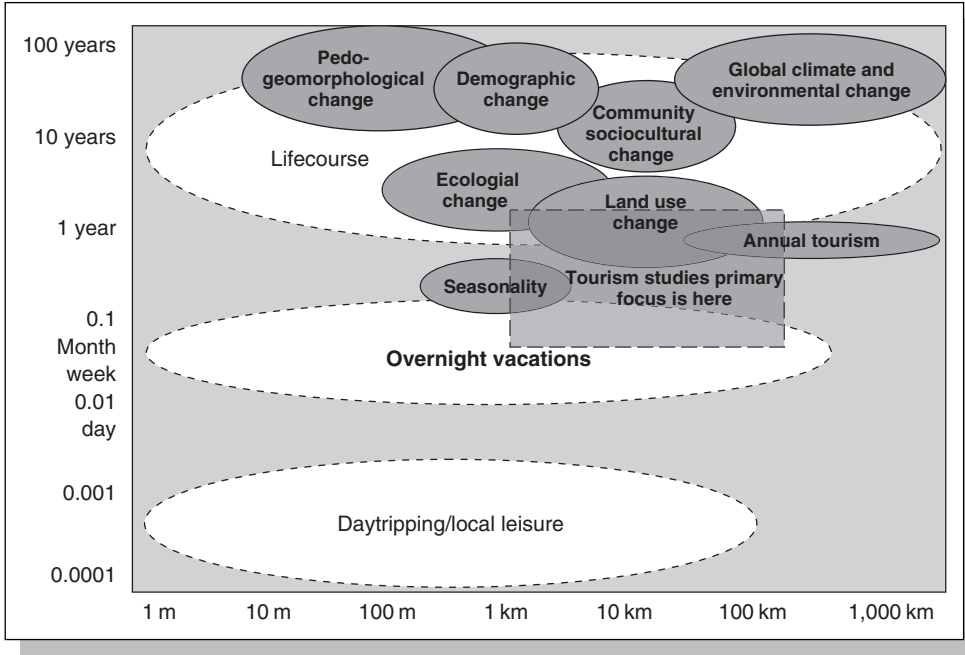 100 years
10 years
1 year
0.1
Month
week
0.01
day
0.001
0.0001
Pedo-
geomorphological
change
Demographic
change
Global climate and
environmental change
Community
sociocultural
change
Lifecourse
Ecologial
change
Land use
change
Annual tourism
Seasonality
Tourism studies primary
focus is here
Overnight vacations
Daytripping/local leisure
1 m
10 m
100 m
1 km
10 km
100 km
1,000 km